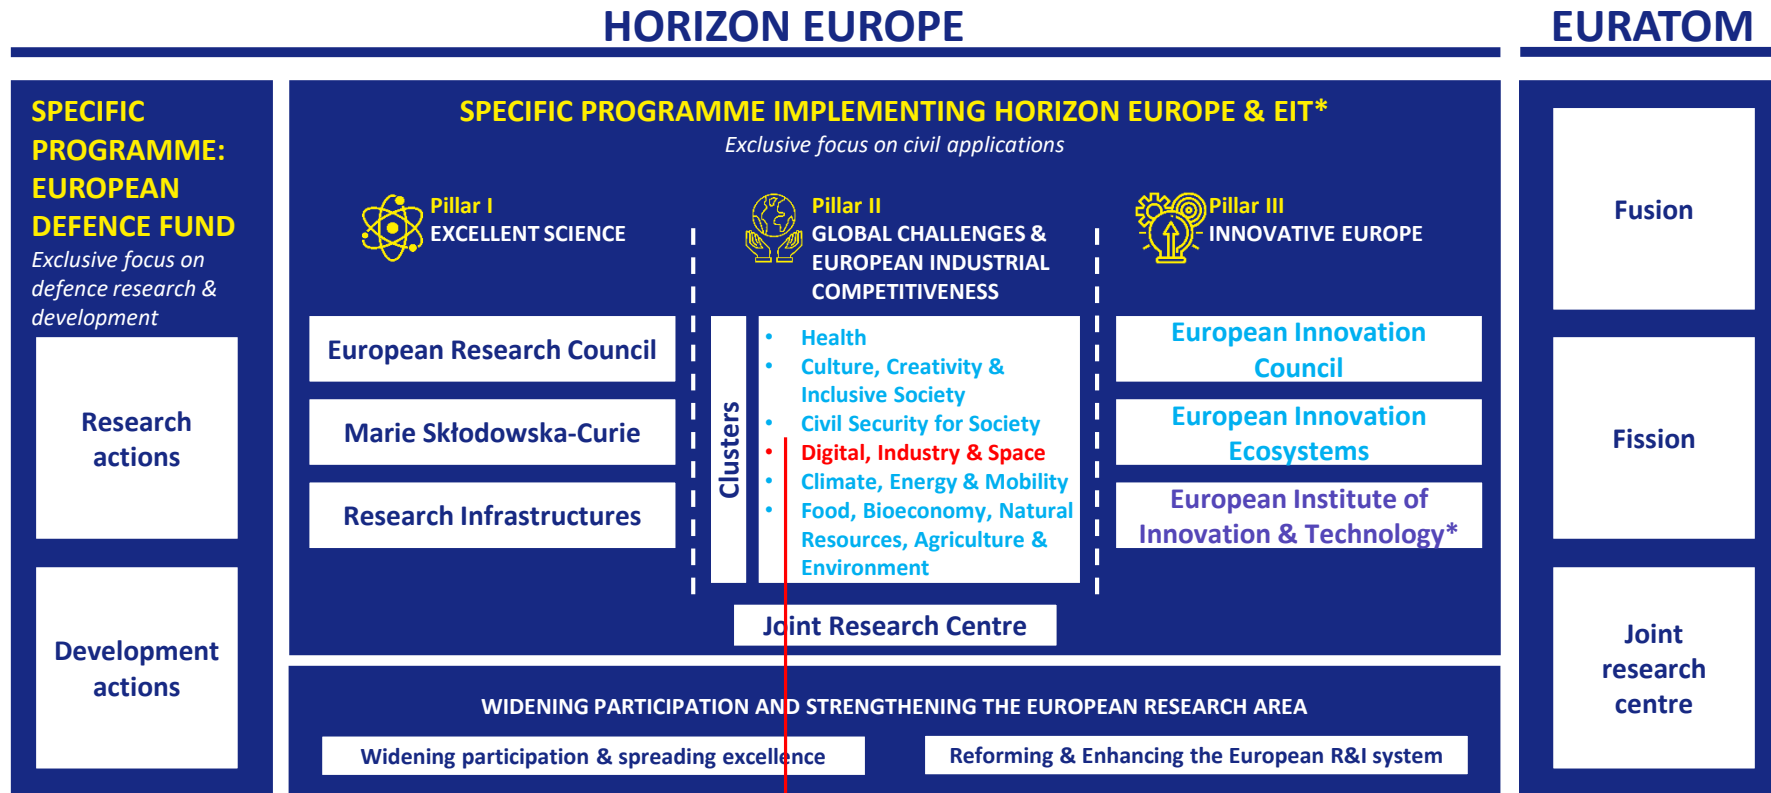 HORIZON EUROPE
EURATOM
SPECIFIC
PROGRAMME:
EUROPEAN
DEFENCE FUND
Exclusive focus on
defence research &
development
Research
actions
Development
actions
SPECIFIC PROGRAMME IMPLEMENTING HORIZON EUROPE & EIT*
Exclusive focus on civil applications
Pillar I
EXCELLENT SCIENCE
European Research Council
Marie Skłodowska-Curie
Research Infrastructures
Pillar II
GLOBAL CHALLENGES &
EUROPEAN INDUSTRIAL
COMPETITIVENESS
Clusters
• Health
• Culture, Creativity &
Inclusive Society
• Civil Security for Society
• Digital, Industry & Space
• Climate, Energy & Mobility
• Food, Bioeconomy, Natural
Resources, Agriculture &
Environment
Pillar III
INNOVATIVE EUROPE
European Innovation
Council
European Innovation
Ecosystems
European Institute of
Innovation & Technology*
Joint Research Centre
WIDENING PARTICIPATION AND STRENGTHENING THE EUROPEAN RESEARCH AREA
Widening participation & spreading excellence
Reforming & Enhancing the European R&I system
Fusion
Fission
Joint
research
centre